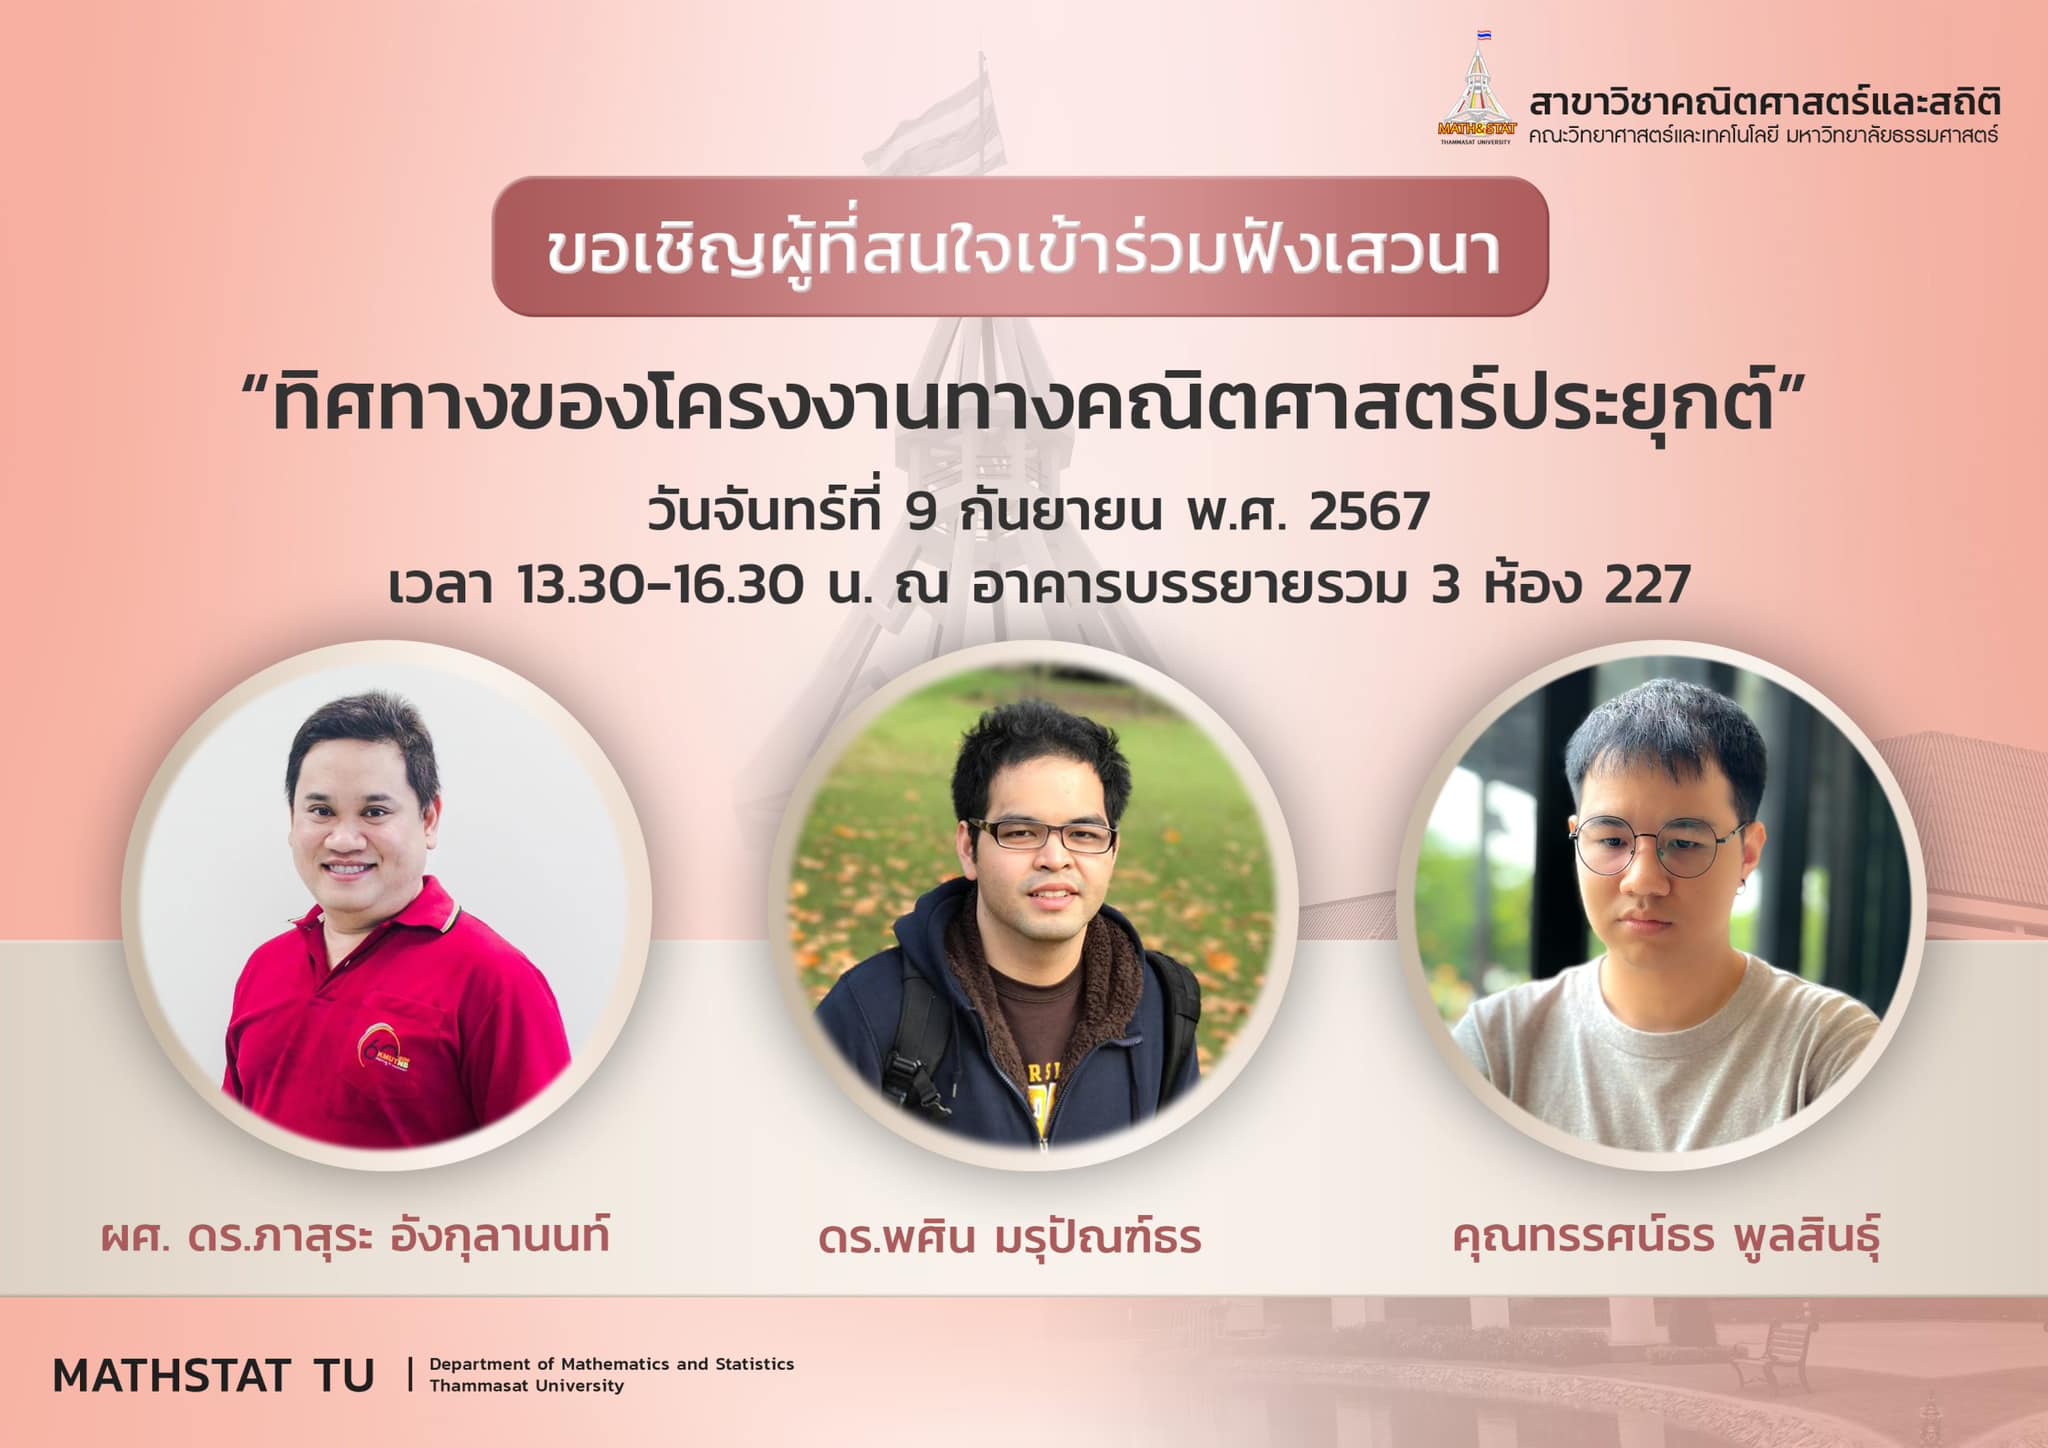 MATH&STAT
THAMMASAT UNIVERSITY
สาขาวิชาคณิตศาสตร์และสถิติ
คณะวิทยาศาสตร์และเทคโนโลยี มหาวิทยาลัยธรรมศาสตร์
ขอเชิญผู้ที่สนใจเข้าร่วมฟังเสวนา
“ทิศทางของโครงงานทางคณิตศาสตร์ประยุกต์”
วันจันทร์ที่ 9 กันยายน พ.ศ. 2567
เวลา 13.30-16.30 น. ณ อาคารบรรยายรวม 3 ห้อง 227
KMUTNB
ผศ. ดร.ภาสุระ อังกุลานนท์
ดร.พศิน มรุปัณฑ์ธร
คุณทรรศน์ธร พูลสินธุ์
MATHSTAT TU
Department of Mathematics and Statistics
Thammasat University